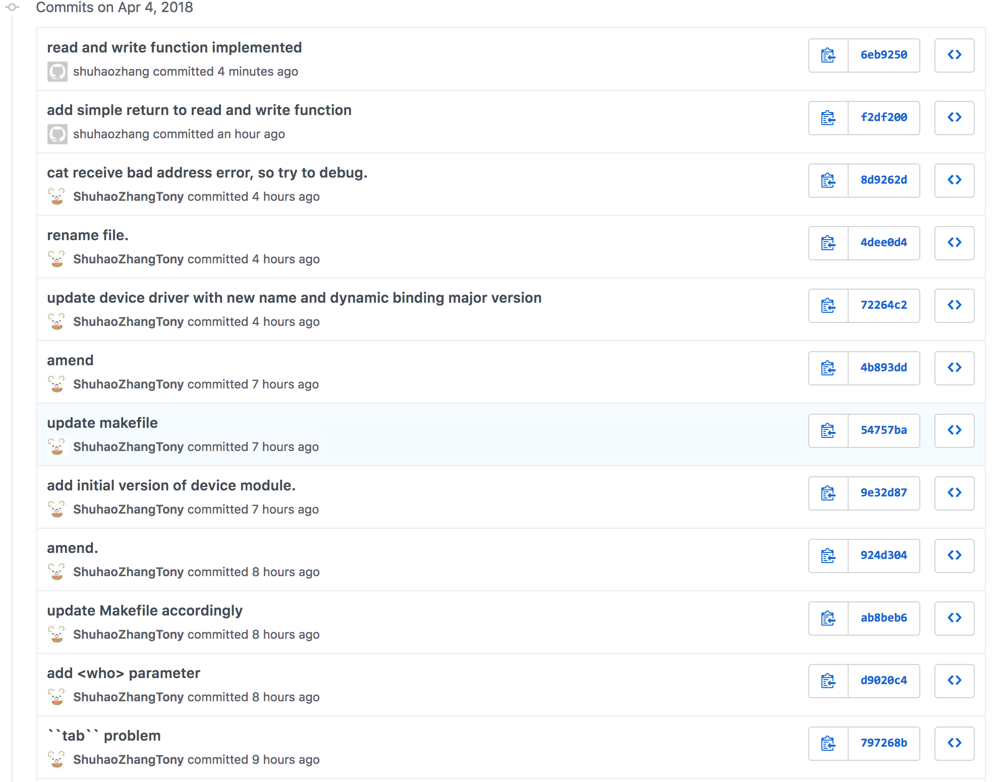 Commits on Apr 4, 2018
read and write function implemented
shuhaozhang committed 4 minutes ago
6eb9250
add simple return to read and write function
shuhaozhang committed an hour ago
f2df200
cat receive bad address error, so try to debug.
ShuhaoZhangTony committed 4 hours ago
8d9262d
rename file.
ShuhaoZhangTony committed 4 hours ago
4dee0d4
update device driver with new name and dynamic binding major version
ShuhaoZhangTony committed 4 hours ago
72264c2
amend
ShuhaoZhangTony committed 7 hours ago
4b893dd
update makefile
ShuhaoZhangTony committed 7 hours ago
54757ba
add initial version of device module.
ShuhaoZhangTony committed 7 hours ago
9e32d87
amend.
ShuhaoZhangTony committed 8 hours ago
924d304
update Makefile accordingly
ShuhaoZhangTony committed 8 hours ago
ab8beb6
add <who> parameter
ShuhaoZhangTony committed 8 hours ago
d9020c4
``tab`` problem
ShuhaoZhangTony committed 9 hours ago
797268b